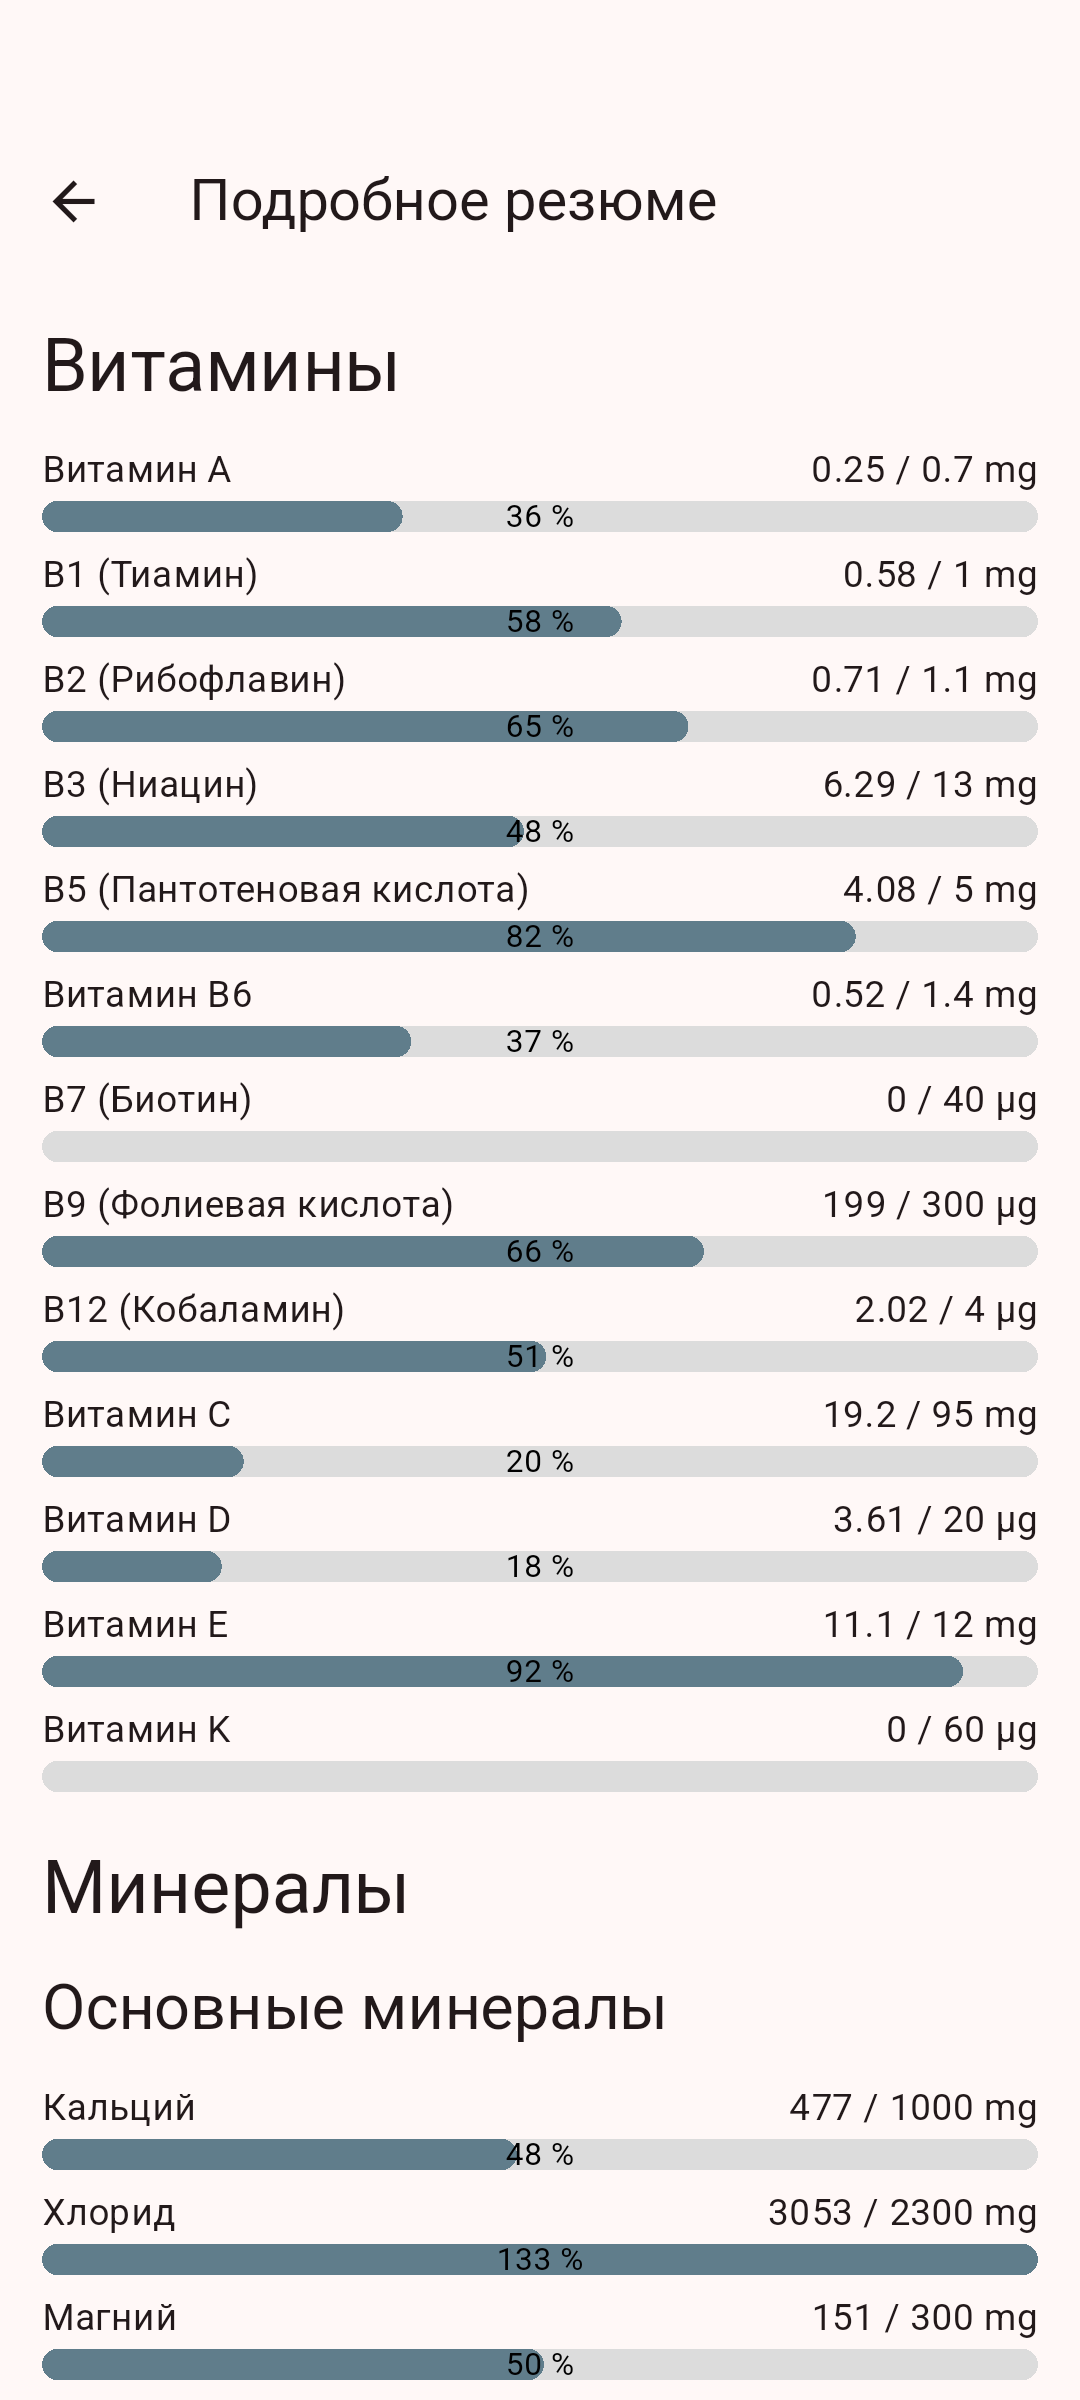 Подробное резюме
Витамины
Витамин A 0.25 / 0.7 mg
36 %
B1 (Тиамин) 0.58 / 1 mg
58 %
B2 (Рибофлавин) 0.71 / 1.1 mg
65 %
B3 (Ниацин) 6.29 / 13 mg
48 %
B5 (Пантотеновая кислота) 4.08 / 5 mg
82 %
Витамин B6 0.52 / 1.4 mg
37 %
B7 (Биотин) 0 / 40 µg
B9 (Фолиевая кислота) 199 / 300 µg
66 %
B12 (Кобаламин) 2.02 / 4 µg
51 %
Витамин C 19.2 / 95 mg
20 %
Витамин D 3.61 / 20 µg
18 %
Витамин E 11.1 / 12 mg
92 %
Витамин K 0 / 60 µg
Минералы
Основные минералы
Кальций 477 / 1000 mg
48 %
Хлорид 3053 / 2300 mg
133 %
Магний 151 / 300 mg
50 %